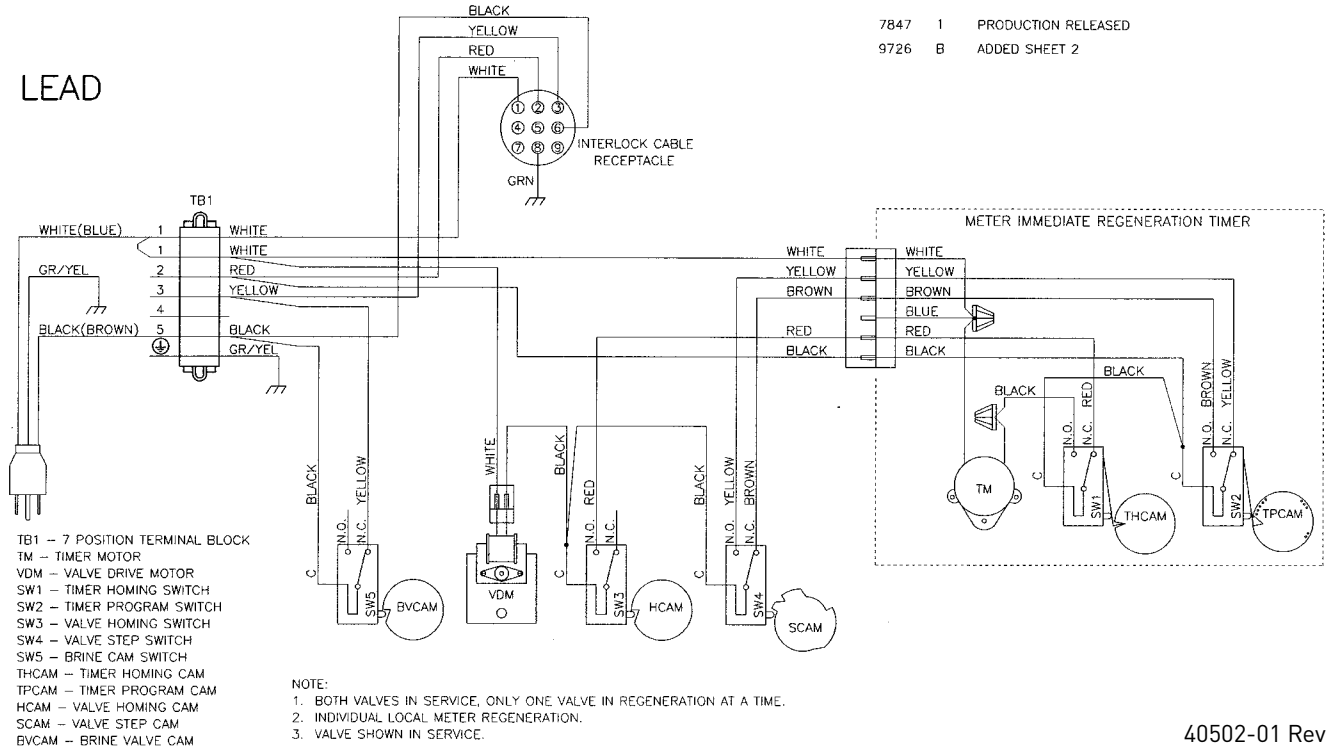 BLACK
YELLOW
RED
WHITE
7847 1 PRODUCTION RELEASED
9726 B ADDED SHEET 2
LEAD
1 2 3
4 5 6
7 8 9
INTERLOCK CABLE
RECEPTACLE
GRN
TB1
WHITE(BLUE) 1 WHITE
1 WHITE
GR/YEL 2 RED
3 YELLOW
4
BLACK(BROWN) 5 BLACK
GR/YEL
METER IMMEDIATE REGENERATION TIMER
WHITE WHITE
YELLOW YELLOW
BROWN BROWN
BLUE
RED RED
BLACK BLACK
BLACK
BLACK
RED
BROWN
YELLOW
N.O.
N.C.
C
SW1
THCAM
TM
N.O.
N.C.
C
SW2
TPCAM
BLACK
YELLOW
N.O.
N.C.
C
SW5
BVCAM
WHITE
VDM
BLACK
RED
N.O.
N.C.
C
SW3
HCAM
BLACK
YELLOW
BROWN
N.O.
N.C.
C
SW4
SCAM
TB1 – 7 POSITION TERMINAL BLOCK
TM – TIMER MOTOR
VDM – VALVE DRIVE MOTOR
SW1 – TIMER HOMING SWITCH
SW2 – TIMER PROGRAM SWITCH
SW3 – VALVE HOMING SWITCH
SW4 – VALVE STEP SWITCH
SW5 – BRINE CAM SWITCH
THCAM – TIMER HOMING CAM
TPCAM – TIMER PROGRAM CAM
HCAM – VALVE HOMING CAM
SCAM – VALVE STEP CAM
BVCAM – BRINE VALVE CAM
NOTE:
1. BOTH VALVES IN SERVICE, ONLY ONE VALVE IN REGENERATION AT A TIME.
2. INDIVIDUAL LOCAL METER REGENERATION.
3. VALVE SHOWN IN SERVICE.
40502-01 Rev